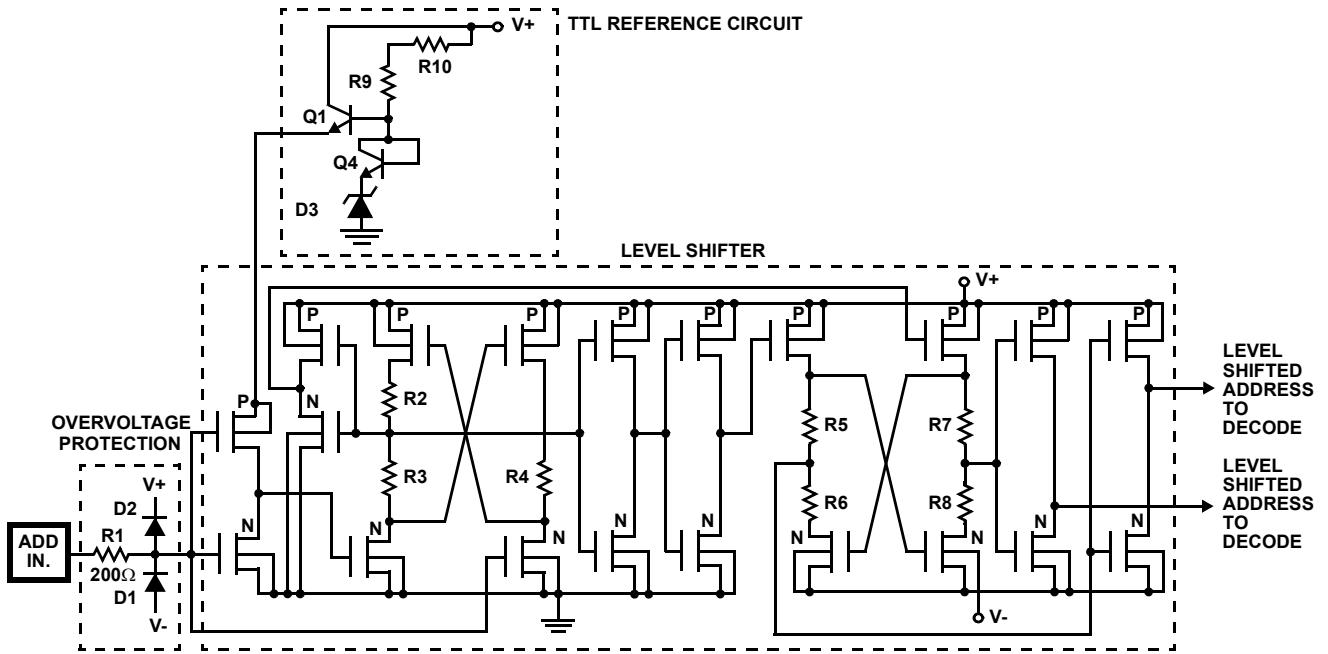 TTL REFERENCE CIRCUIT
V+
R10
R9
Q1
Q4
D3
LEVEL SHIFTER
V+
P
P
P
P
P
P
P
P
P
P
N
R2
R3
R4
R5
R6
R7
R8
N
N
N
N
N
N
N
N
N
OVERVOLTAGE
PROTECTION
V+
D2
ADD
IN.
R1
200Ω
D1
V-
V-
LEVEL
SHIFTED
ADDRESS
TO
DECODE
LEVEL
SHIFTED
ADDRESS
TO
DECODE